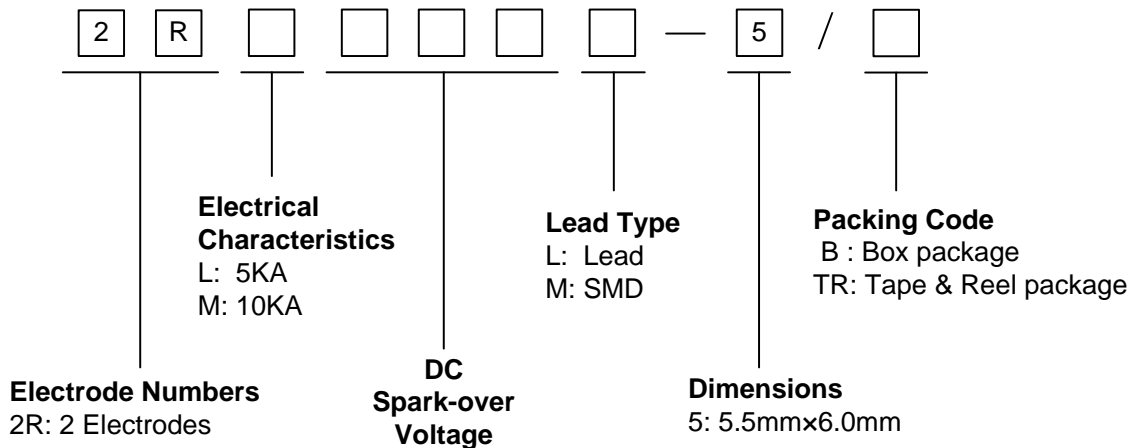 2 R — 5 /
Electrical
Characteristics
L: 5KA
M: 10KA
Lead Type
L: Lead
M: SMD
Packing Code
B : Box package
TR: Tape & Reel package
Electrode Numbers
2R: 2 Electrodes
DC
Spark-over
Voltage
Dimensions
5: 5.5mm×6.0mm